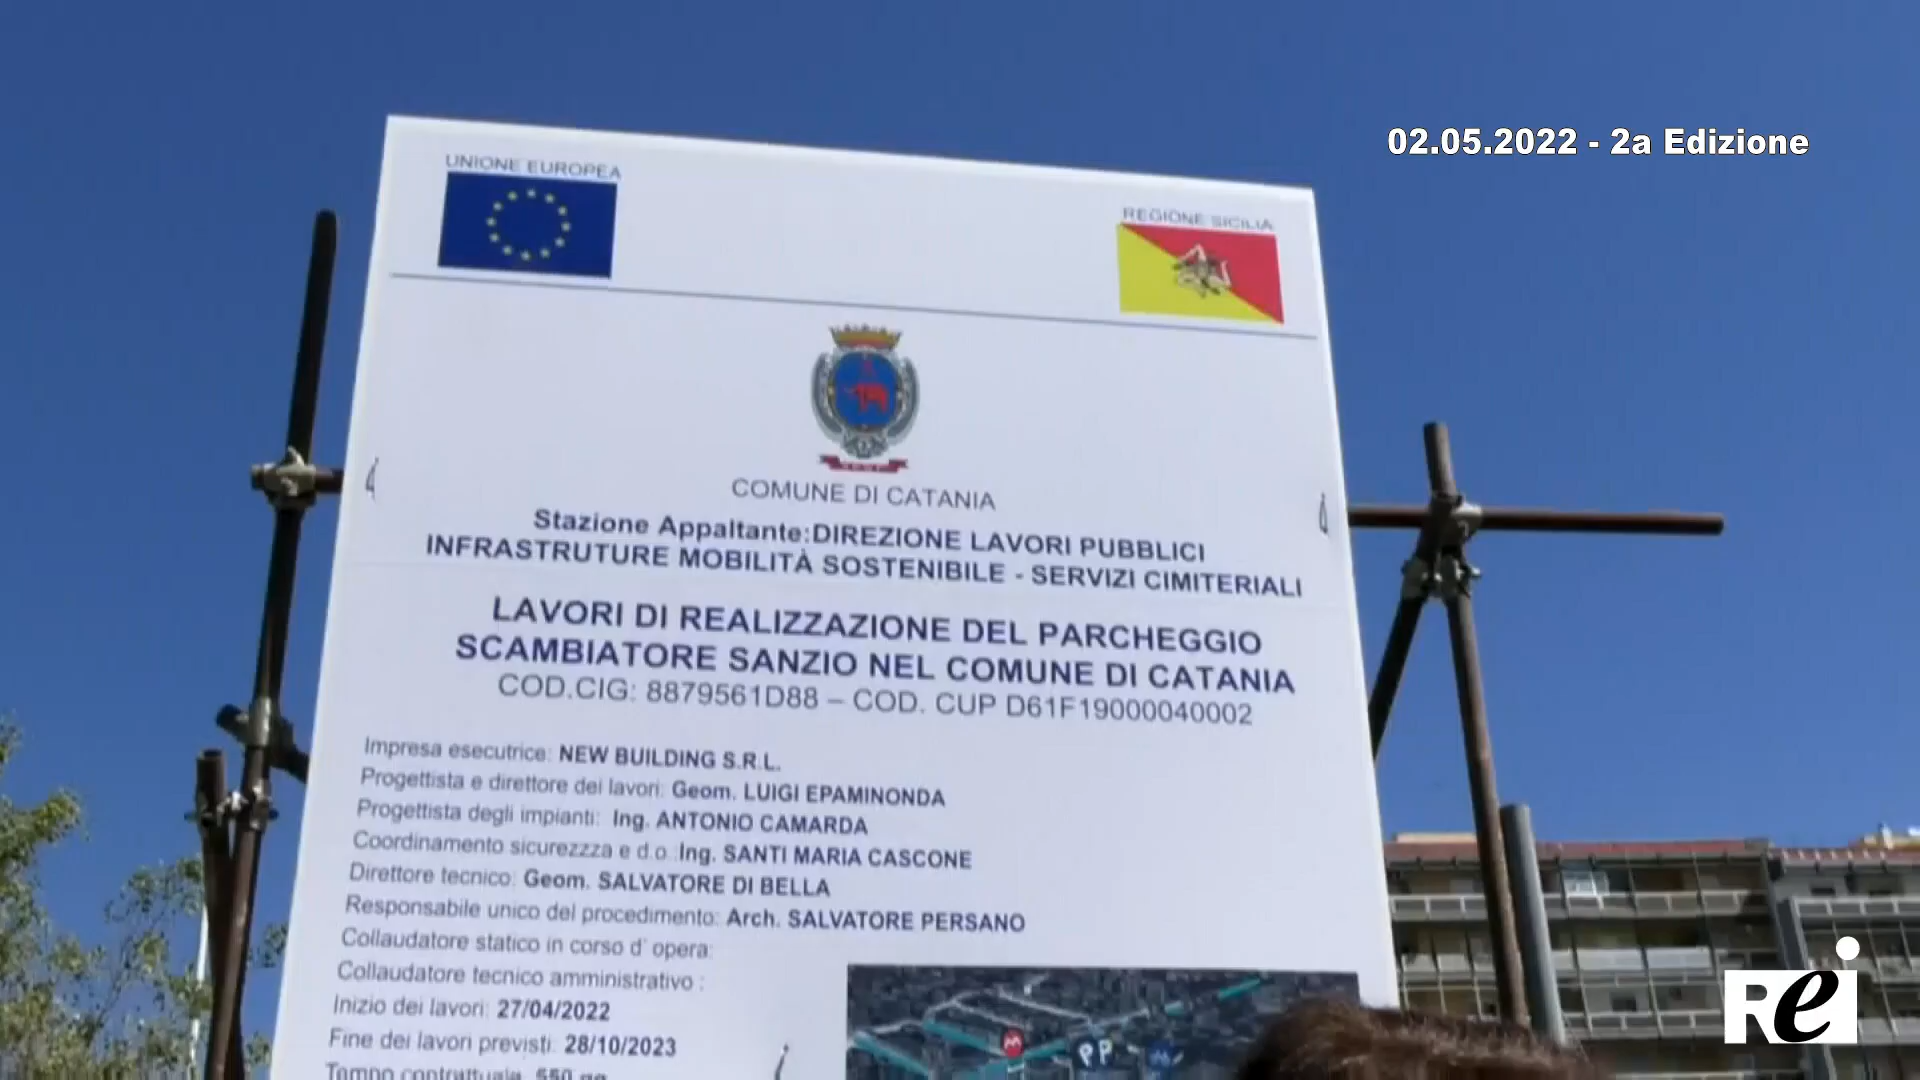 02.05.2022 - 2a Edizione
UNIONE EUROPEA
REGIONE SICILIA
COMUNE DI CATANIA
Stazione Appaltante:DIREZIONE LAVORI PUBBLICI
INFRASTRUTURE MOBILITÀ SOSTENIBILE - SERVIZI CIMITERIALI
LAVORI DI REALIZZAZIONE DEL PARCHEGGIO
SCAMBIATORE SANZIO NEL COMUNE DI CATANIA
COD.CIG: 8879561D88 – COD. CUP D61F19000040002
Impresa esecutrice: NEW BUILDING S.R.L.
Progettista e direttore dei lavori: Geom. LUIGI EPAMINONDA
Progettista degli impianti: Ing. ANTONIO CAMARDA
Coordinamento sicurezzza e d.o.:Ing. SANTI MARIA CASCONE
Direttore tecnico: Geom. SALVATORE DI BELLA
Responsabile unico del procedimento: Arch. SALVATORE PERSANO
Collaudatore statico in corso d' opera:
Collaudatore tecnico amministrativo :
Inizio dei lavori: 27/04/2022
Fine dei lavori previsti: 28/10/2023
Tempo contrattuale: 550 gg
P P
Rei